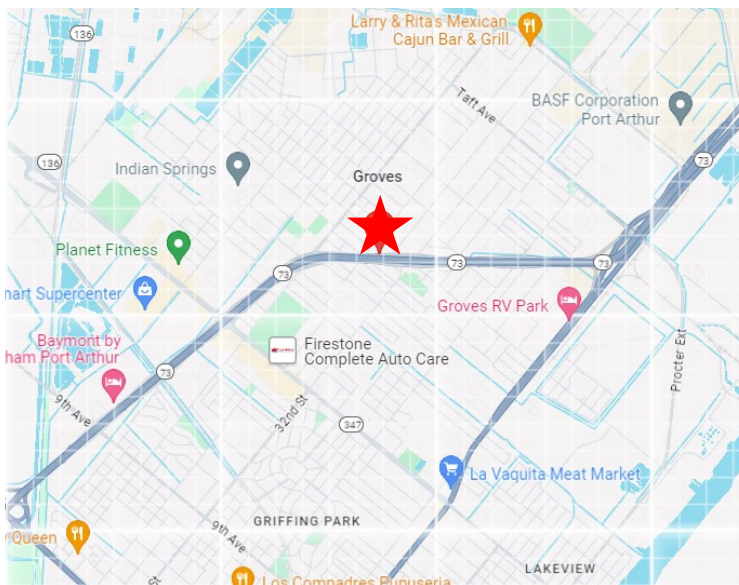 Larry & Rita's Mexican
Cajun Bar & Grill
136
Taft Ave
BASF Corporation
Port Arthur
136
73
Indian Springs
Groves
Planet Fitness
73
73
73
mart Supercenter
Groves RV Park
Baymont by
ham Port Arthur
Firestone
Complete Auto Care
Procter Ext
73
9th Ave
32nd St
347
La Vaquita Meat Market
GRIFFING PARK
9th Ave
Queen
LAKEVIEW
Los Compadres Pupuseria